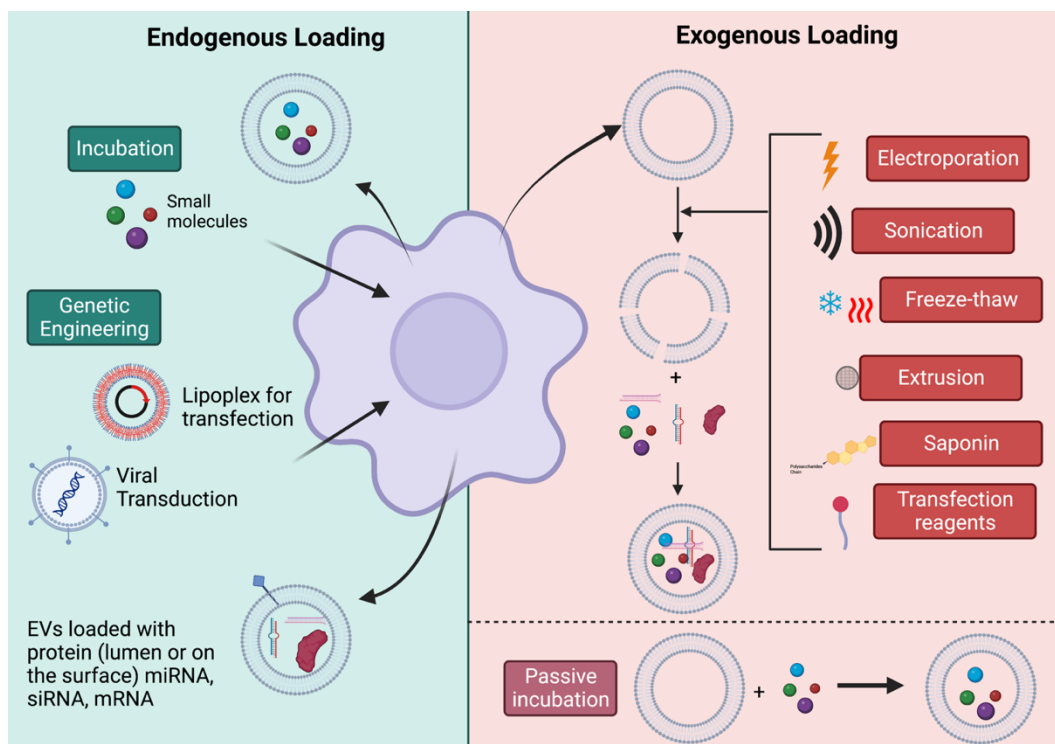 Endogenous Loading
Incubation
Small
molecules
Genetic
Engineering
Lipoplex for
transfection
Viral
Transduction
EVs loaded with
protein (lumen or on
the surface) miRNA,
siRNA, mRNA
Exogenous Loading
Electroporation
Sonication
Freeze-thaw
Extrusion
Saponin
Polysaccharides
Chain
Transfection
reagents
+
Passive
incubation
+